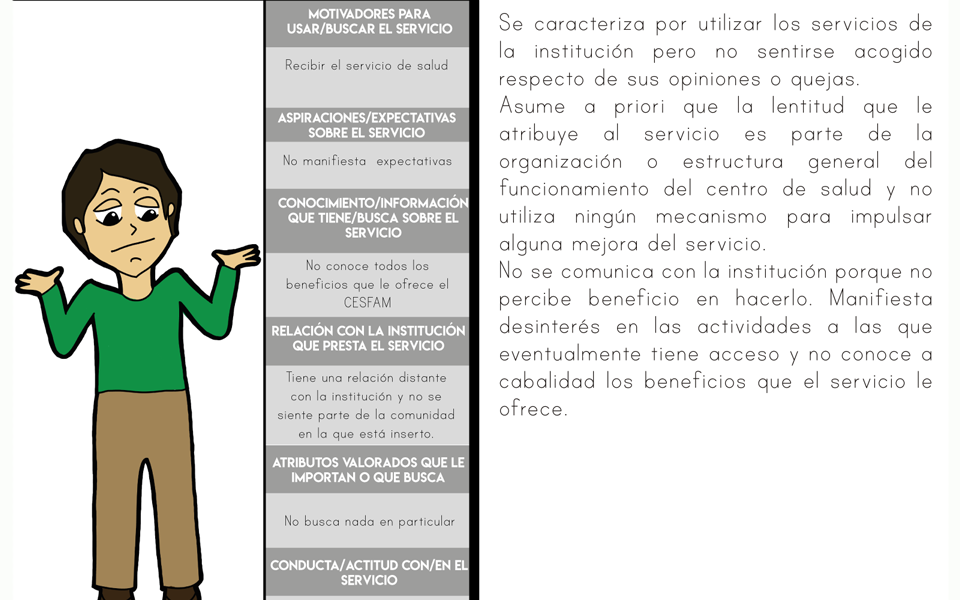 MOTIVADORES PARA
USAR/BUSCAR EL SERVICIO
Recibir el servicio de salud
ASPIRACIONES/EXPECTATIVAS
SOBRE EL SERVICIO
No manifiesta expectativas
CONOCIMIENTO/INFORMACIÓN
QUE TIENE/BUSCA SOBRE EL
SERVICIO
No conoce todos los
beneficios que le ofrece el
CESFAM
RELACIÓN CON LA INSTITUCIÓN
QUE PRESTA EL SERVICIO
Tiene una relación distante
con la institución y no se
siente parte de la comunidad
en la que está inserto.
ATRIBUTOS VALORADOS QUE LE
IMPORTAN O QUE BUSCA
No busca nada en particular
CONDUCTA/ACTITUD CON/EN EL
SERVICIO
Se caracteriza por utilizar los servicios de
la institución pero no sentirse acogido
respecto de sus opiniones o quejas.
Asume a priori que la lentitud que le
atribuye al servicio es parte de la
organización o estructura general del
funcionamiento del centro de salud y no
utiliza ningún mecanismo para impulsar
alguna mejora del servicio.
No se comunica con la institución porque no
percibe beneficio en hacerlo. Manifiesta
desinterés en las actividades a las que
eventualmente tiene acceso y no conoce a
cabalidad los beneficios que el servicio le
ofrece.